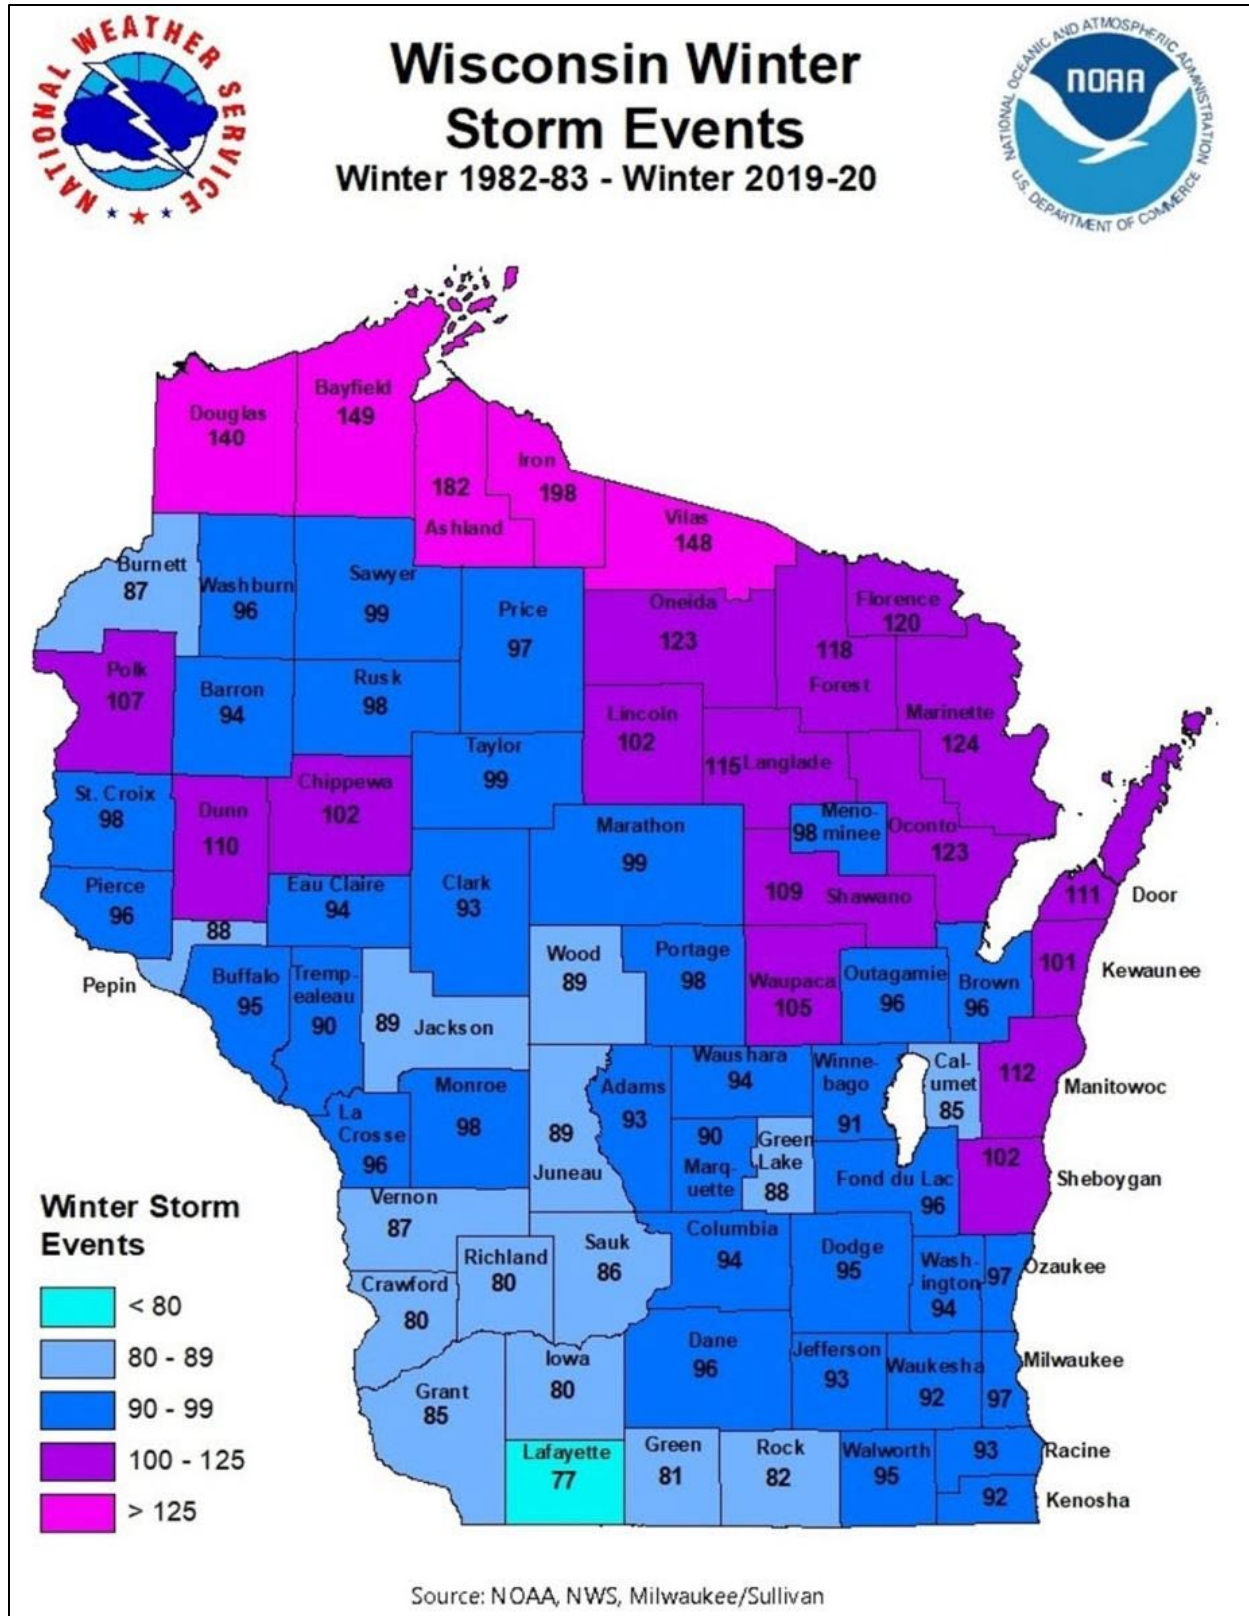 NATIONAL WEATHER SERVICE
Wisconsin Winter
Storm Events
Winter 1982-83 - Winter 2019-20
NATIONAL OCEANIC AND ATMOSPHERIC ADMINISTRATION
NOAA
U.S. DEPARTMENT OF COMMERCE
Douglas
140
Bayfield
149
182
Ashland
Iron
198
Vilas
148
Burnett
87
Washburn
96
Sawyer
99
Price
97
Oneida
123
118
Forest
Florence
120
Polk
107
Barron
94
Rusk
98
Lincoln
102
115 Langlade
Marinette
124
St. Croix
98
Dunn
110
Chippewa
102
Taylor
99
Marathon
99
Meno-
98 minee
Oconto
123
Pierce
96
Eau Claire
94
Clark
93
109 Shawano
111
Door
88
Pepin
Buffalo
95
Tremp-
ealeau
90
89 Jackson
Wood
89
Portage
98
Waupaca
105
Outagamie
96
Brown
96
101
Kewaunee
La
Crosse
96
Monroe
98
89
Juneau
Adams
93
Waushara
94
Winne-
bago
91
Cal-
umet
85
112
Manitowoc
90
Marq-
uette
Green
Lake
88
Fond du Lac
96
102
Sheboygan
Vernon
87
Richland
80
Sauk
86
Columbia
94
Dodge
95
Wash-
ington
94
97
Ozaukee
Crawford
80
Grant
85
Iowa
80
Dane
96
Jefferson
93
Waukesha
92
97
Milwaukee
Lafayette
77
Green
81
Rock
82
Walworth
95
93
Racine
92
Kenosha
Winter Storm
Events
< 80
80 - 89
90 - 99
100 - 125
> 125
Source: NOAA, NWS, Milwaukee/Sullivan